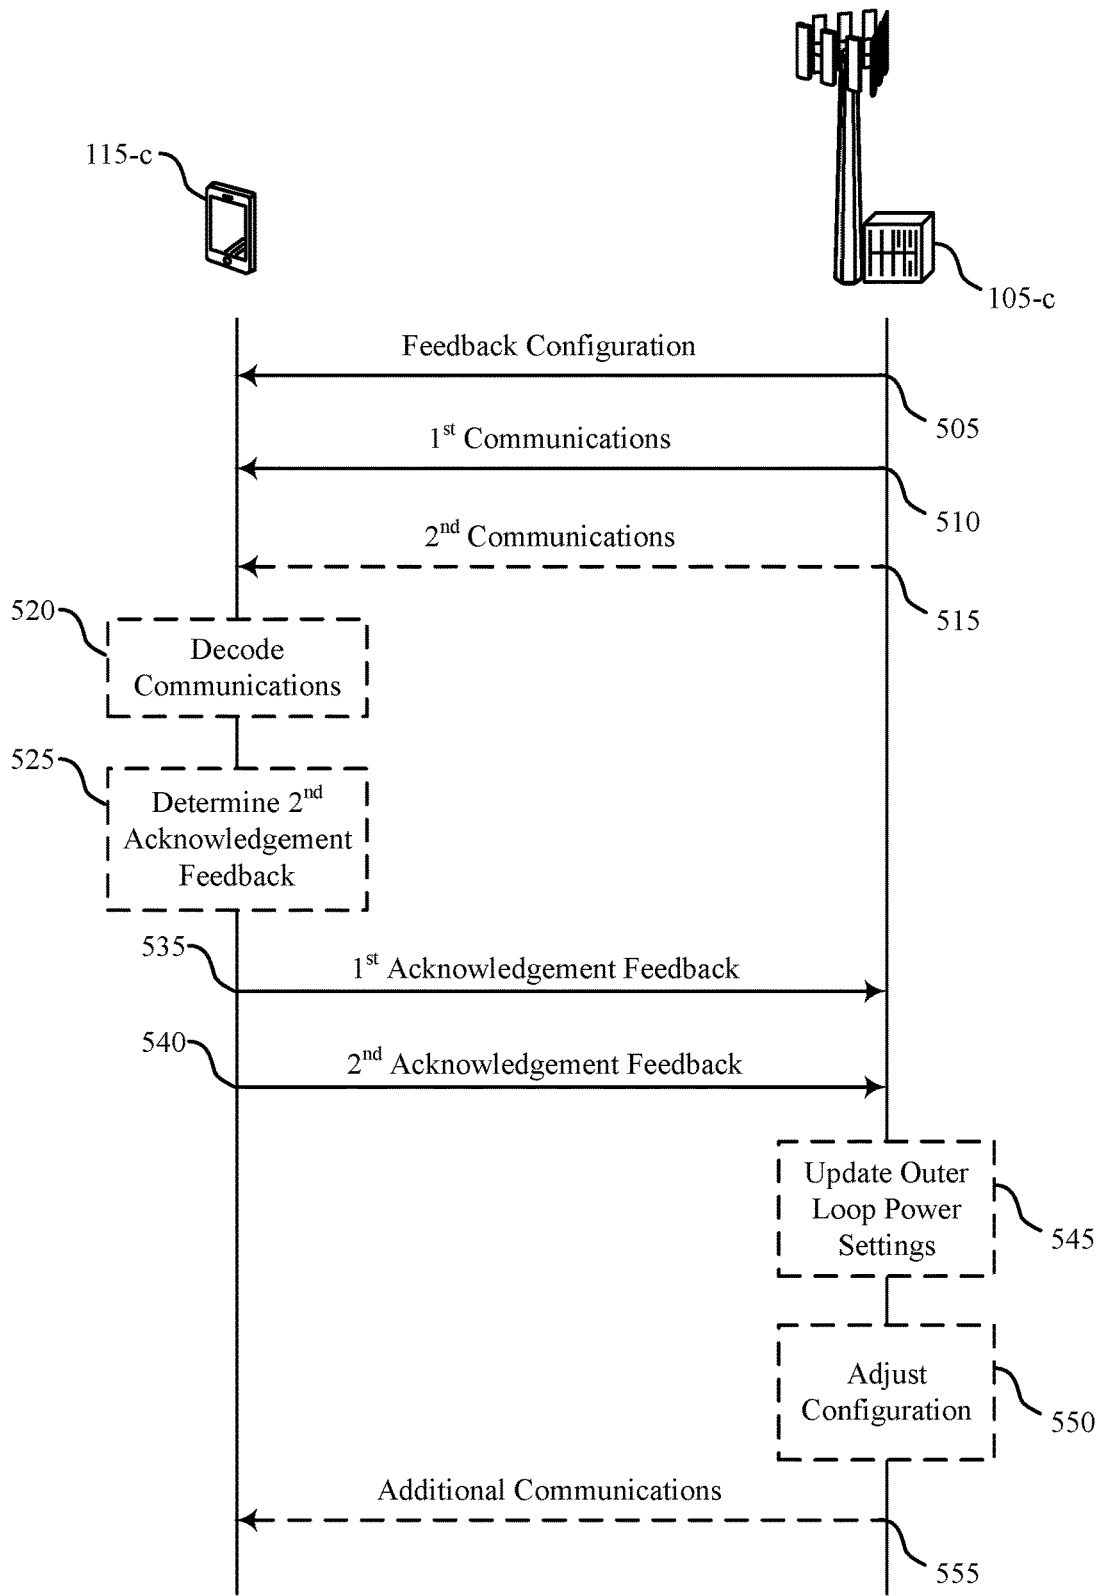 115-c
105-c
Feedback Configuration
505
1st Communications
510
2nd Communications
515
520
Decode
Communications
525
Determine 2nd
Acknowledgement
Feedback
535
1st Acknowledgement Feedback
540
2nd Acknowledgement Feedback
Update Outer
Loop Power
Settings
545
Adjust
Configuration
550
Additional Communications
555